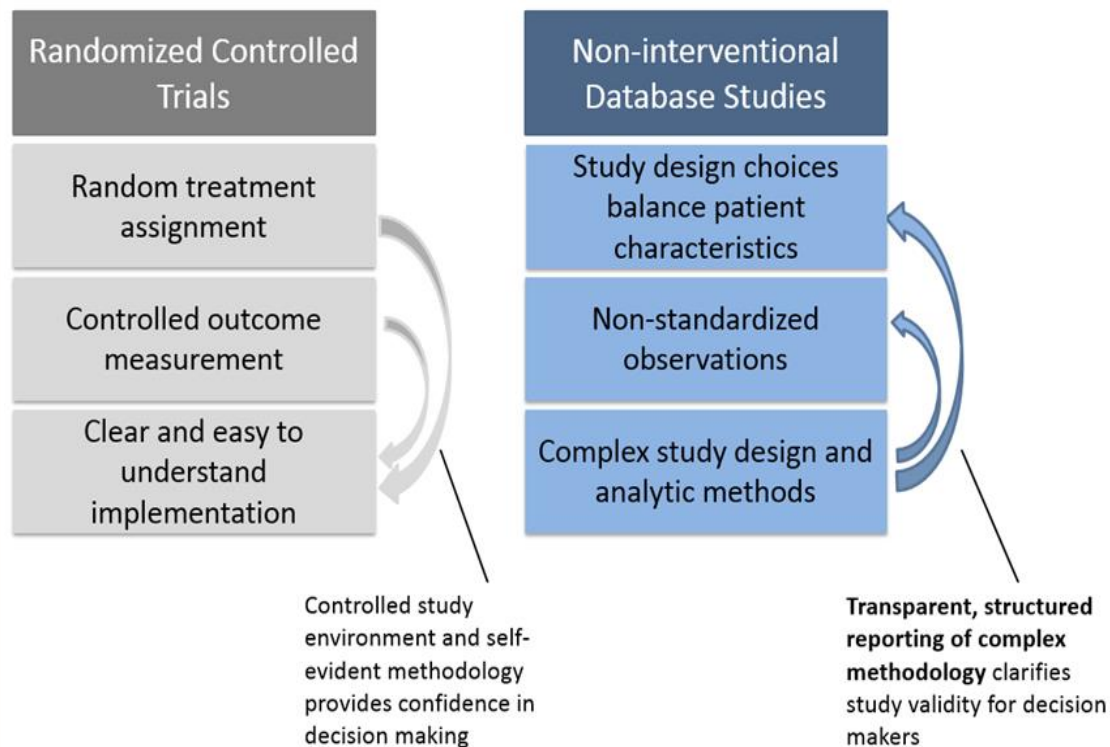 Randomized Controlled
Trials
Random treatment
assignment
Controlled outcome
measurement
Clear and easy to
understand
implementation
Controlled study
environment and self-
evident methodology
provides confidence in
decision making
Non-interventional
Database Studies
Study design choices
balance patient
characteristics
Non-standardized
observations
Complex study design and
analytic methods
Transparent, structured
reporting of complex
methodology clarifies
study validity for decision
makers